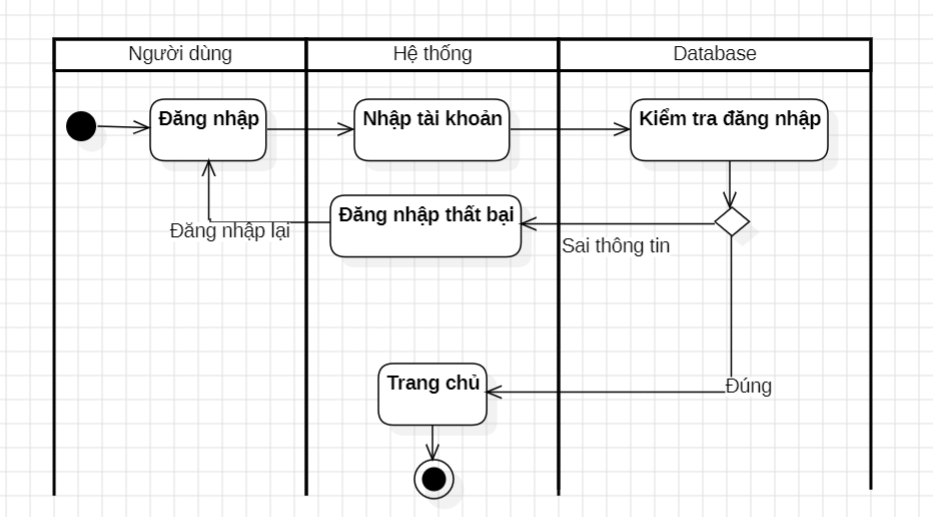 Người dùng
Hệ thống
Database
Đăng nhập
Nhập tài khoản
Kiểm tra đăng nhập
Đăng nhập thất bại
Đăng nhập lại
Sai thông tin
Trang chủ
Đúng